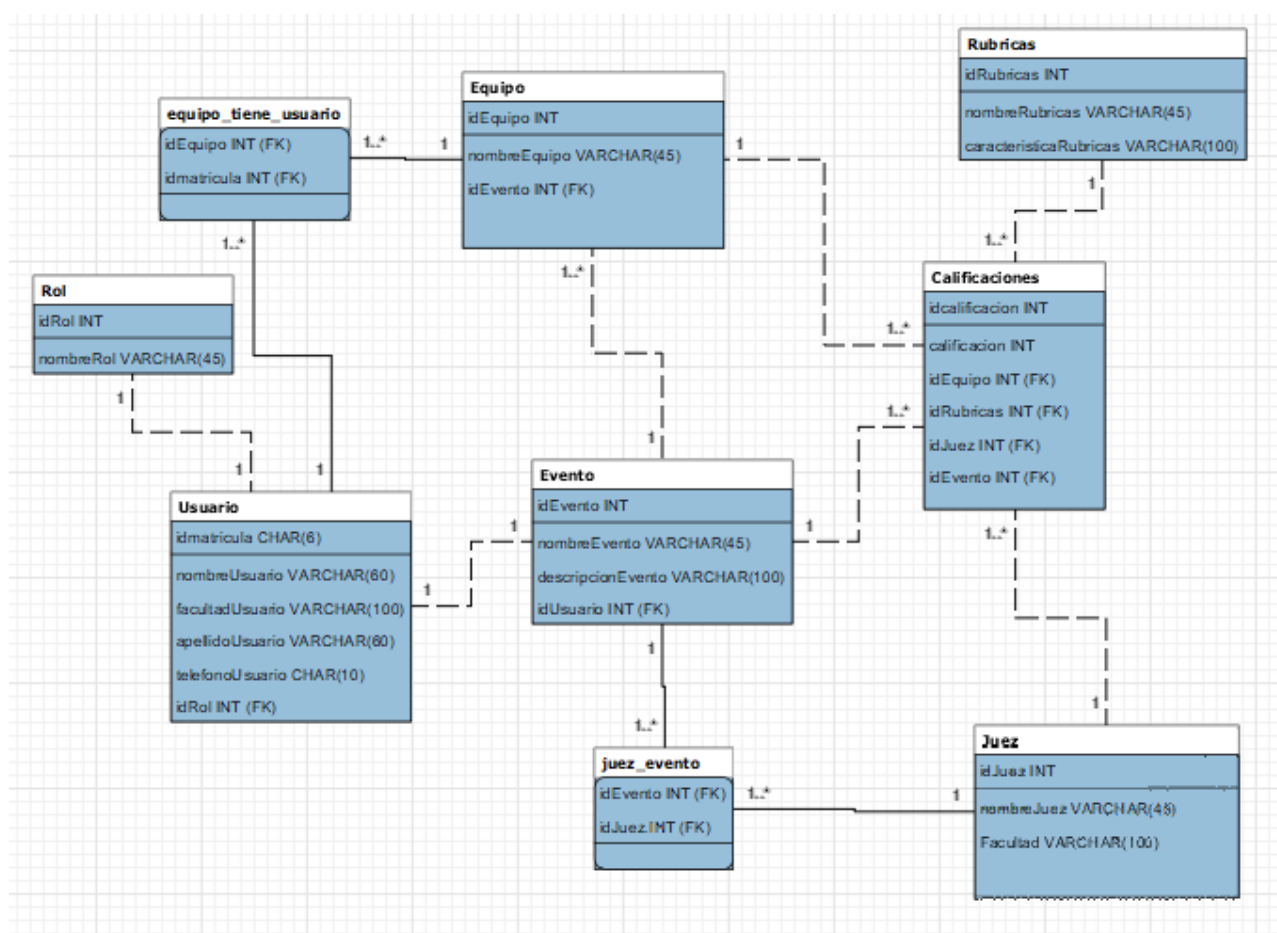 Rubricas
idRubricas INT
nombreRubricas VARCHAR(45)
caracteristicaRubricas VARCHAR(100)
Equipo
idEquipo INT
nombreEquipo VARCHAR(45)
idEvento INT (FK)
equipo_tiene_usuario
idEquipo INT (FK)
idmatricula INT (FK)
1..*
1
1
1
1..*
1..*
1..*
Rol
idRol INT
nombreRol VARCHAR(45)
Calificaciones
idcalificacion INT
calificacion INT
idEquipo INT (FK)
idRubricas INT (FK)
idJuez INT (FK)
idEvento INT (FK)
1..*
1
1..*
1
1
1
Evento
idEvento INT
nombreEvento VARCHAR(45)
descripcionEvento VARCHAR(100)
idUsuario INT (FK)
Usuario
idmatricula CHAR(6)
nombreUsuario VARCHAR(60)
facultadUsuario VARCHAR(100)
apellidoUsuario VARCHAR(60)
telefonoUsuario CHAR(10)
idRol INT (FK)
1
1
1
1..*
1
1..*
1
juez_evento
idEvento INT (FK)
idJuez INT (FK)
1..*
1
Juez
idJuez INT
nombreJuez VARCHAR(45)
Facultad VARCHAR(100)